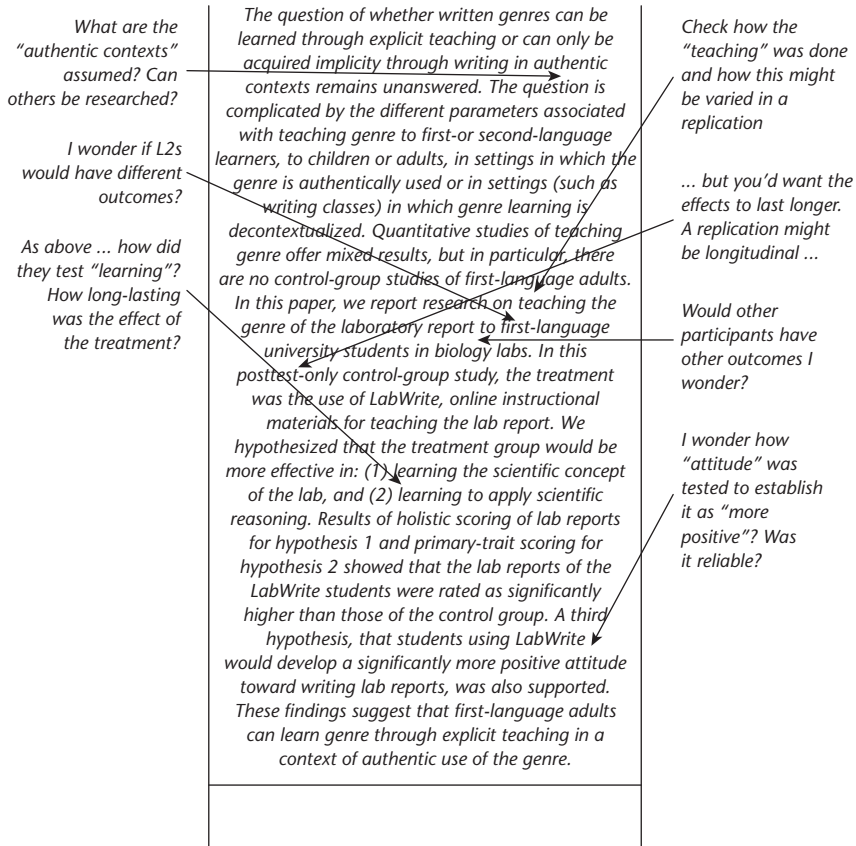 What are the
“authentic contexts”
assumed? Can
others be researched?
I wonder if L2s
would have different
outcomes?
As above ... how did
they test “learning”?
How long-lasting
was the effect of
the treatment?
The question of whether written genres can be
learned through explicit teaching or can only be
acquired implicity through writing in authentic
contexts remains unanswered. The question is
complicated by the different parameters associated
with teaching genre to first-or second-language
learners, to children or adults, in settings in which the
genre is authentically used or in settings (such as
writing classes) in which genre learning is
decontextualized. Quantitative studies of teaching
genre offer mixed results, but in particular, there
are no control-group studies of first-language adults.
In this paper, we report research on teaching the
genre of the laboratory report to first-language
university students in biology labs. In this
posttest-only control-group study, the treatment
was the use of LabWrite, online instructional
materials for teaching the lab report. We
hypothesized that the treatment group would be
more effective in: (1) learning the scientific concept
of the lab, and (2) learning to apply scientific
reasoning. Results of holistic scoring of lab reports
for hypothesis 1 and primary-trait scoring for
hypothesis 2 showed that the lab reports of the
LabWrite students were rated as significantly
higher than those of the control group. A third
hypothesis, that students using LabWrite
would develop a significantly more positive attitude
toward writing lab reports, was also supported.
These findings suggest that first-language adults
can learn genre through explicit teaching in a
context of authentic use of the genre.
Check how the
“teaching” was done
and how this might
be varied in a
replication
... but you’d want the
effects to last longer.
A replication might
be longitudinal ...
Would other
participants have
other outcomes I
wonder?
I wonder how
“attitude” was
tested to establish
it as “more
positive”? Was
it reliable?